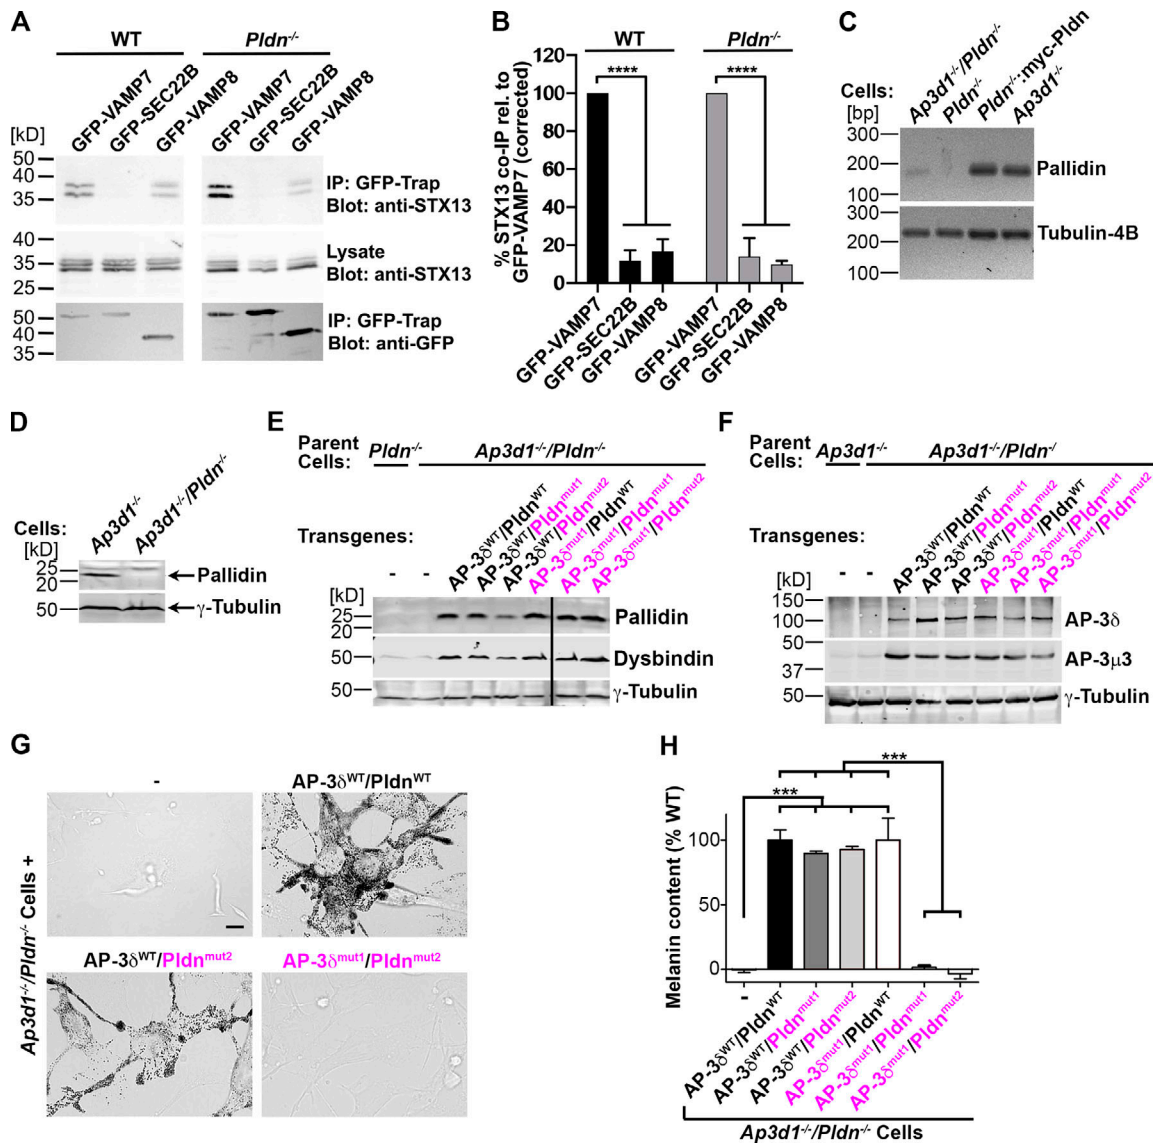 A
WT
Pldn-/-
GFP-VAMP7
GFP-SEC22B
GFP-VAMP8
GFP-VAMP7
GFP-SEC22B
GFP-VAMP8
[kD]
50
40
35
IP: GFP-Trap
Blot: anti-STX13
40
35
35
25
Lysate
Blot: anti-STX13
50
40
35
IP: GFP-Trap
Blot: anti-GFP
B
WT
Pldn-/-
****
****
% STX13 co-IP rel. to
GFP-VAMP7 (corrected)
120
100
80
60
40
20
0
GFP-VAMP7
GFP-SEC22B
GFP-VAMP8
GFP-VAMP7
GFP-SEC22B
GFP-VAMP8
C
Cells:
Ap3d1-/-/Pldn-/-
Pldn-/-
Pldn-/-:myc-Pldn
Ap3d1-/-
[bp]
300
200
100
Pallidin
300
200
100
Tubulin-4B
D
Cells:
Ap3d1-/-
Ap3d1-/-/Pldn-/-
[kD]
25
20
Pallidin
50
γ-Tubulin
E
Parent
Cells:
Pldn-/-
Ap3d1-/-/Pldn-/-
Transgenes:
-
-
AP-3δWT/PldnWT
AP-3δWT/Pldnmut1
AP-3δWT/Pldnmut2
AP-3δmut1/PldnWT
AP-3δmut1/Pldnmut1
AP-3δmut1/Pldnmut2
[kD]
25
20
Pallidin
50
Dysbindin
50
γ-Tubulin
F
Parent
Cells:
Ap3d1-/-
Ap3d1-/-/Pldn-/
Transgenes:
-
-
AP-3δWT/PldnWT
AP-3δWT/Pldnmut1
AP-3δWT/Pldnmut2
AP-3δmut1/PldnWT
AP-3δmut1/Pldnmut1
AP-3δmut1/Pldnmut2
[kD]
150
100
AP-3δ
50
37
AP-3μ3
50
γ-Tubulin
G
Ap3d1-/-/Pldn-/- Cells +
-
AP-3δWT/PldnWT
AP-3δWT/Pldnmut2
AP-3δmut1/Pldnmut2
H
***
***
Melanin content (% WT)
100
50
0
-
AP-3δWT/PldnWT
AP-3δWT/Pldnmut1
AP-3δWT/Pldnmut2
AP-3δmut1/PldnWT
AP-3δmut1/Pldnmut1
AP-3δmut1/Pldnmut2
Ap3d1-/-/Pldn-/- Cells